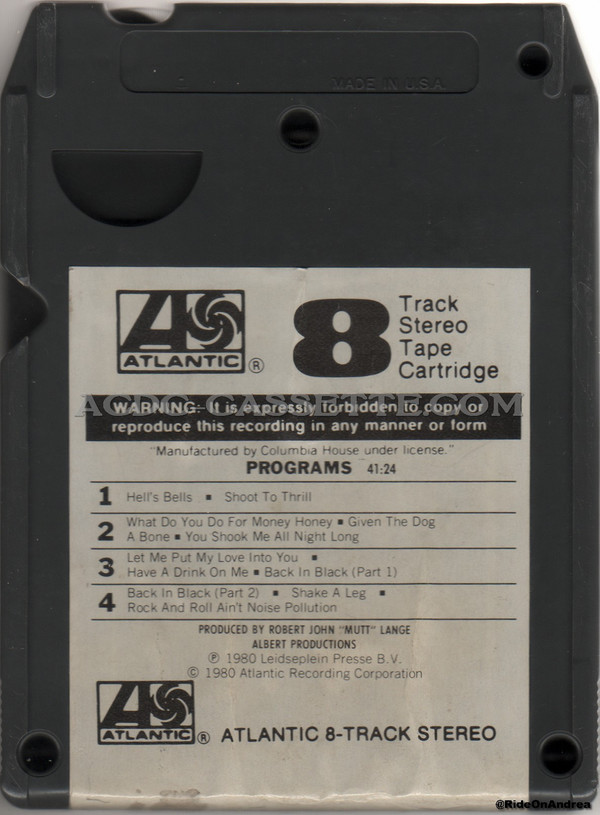 MADE IN U.S.A.
ATLANTIC ®
8 Track
Stereo
Tape
Cartridge
ACDC-CASSETTE.COM
WARNING: It is expressly forbidden to copy or
reproduce this recording in any manner or form
"Manufactured by Columbia House under license."
PROGRAMS 41:24
1 Hell's Bells ■ Shoot To Thrill
2 What Do You Do For Money Honey ■ Given The Dog
A Bone ■ You Shook Me All Night Long
3 Let Me Put My Love Into You ■
Have A Drink On Me ■ Back In Black (Part 1)
4 Back In Black (Part 2) ■ Shake A Leg ■
Rock And Roll Ain't Noise Pollution
PRODUCED BY ROBERT JOHN "MUTT" LANGE
ALBERT PRODUCTIONS
℗ 1980 Leidseplein Presse B.V.
© 1980 Atlantic Recording Corporation
ATLANTIC ® ATLANTIC 8-TRACK STEREO
@RideOnAndrea